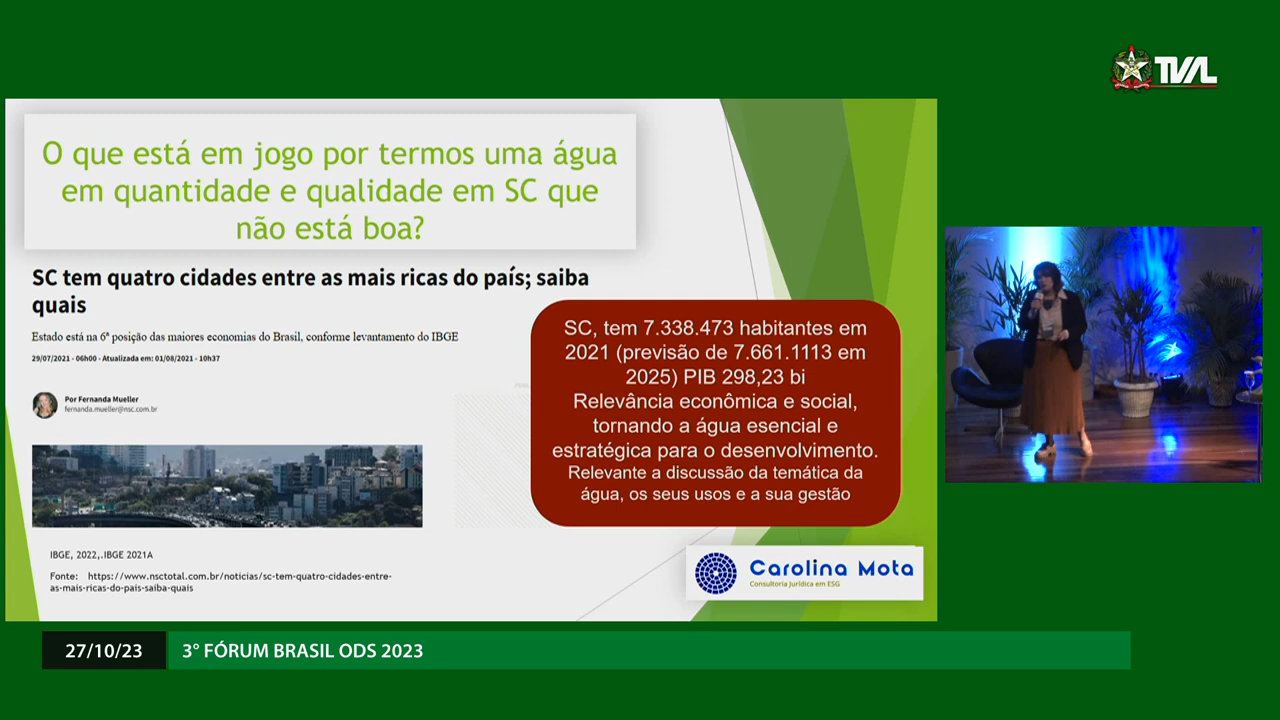 TVAL
O que está em jogo por termos uma água
em quantidade e qualidade em SC que
não está boa?
SC tem quatro cidades entre as mais ricas do país; saiba
quais
Estado está na 6ª posição das maiores economias do Brasil, conforme levantamento do IBGE
29/07/2021 - 06h00 - Atualizada em: 01/08/2021 - 10h37
Por Fernanda Mueller
fernanda.mueller@nsc.com.br
SC, tem 7.338.473 habitantes em
2021 (previsão de 7.661.1113 em
2025) PIB 298,23 bi
Relevância econômica e social,
tornando a água esencial e
estratégica para o desenvolvimento.
Relevante a discussão da temática da
água, os seus usos e a sua gestão
IBGE, 2022,.IBGE 2021A
Fonte: https://www.nsctotal.com.br/noticias/sc-tem-quatro-cidades-entre-
as-mais-ricas-do-pais-saiba-quais
Carolina Mota
Consultoria Jurídica em ESG
27/10/23
3° FÓRUM BRASIL ODS 2023